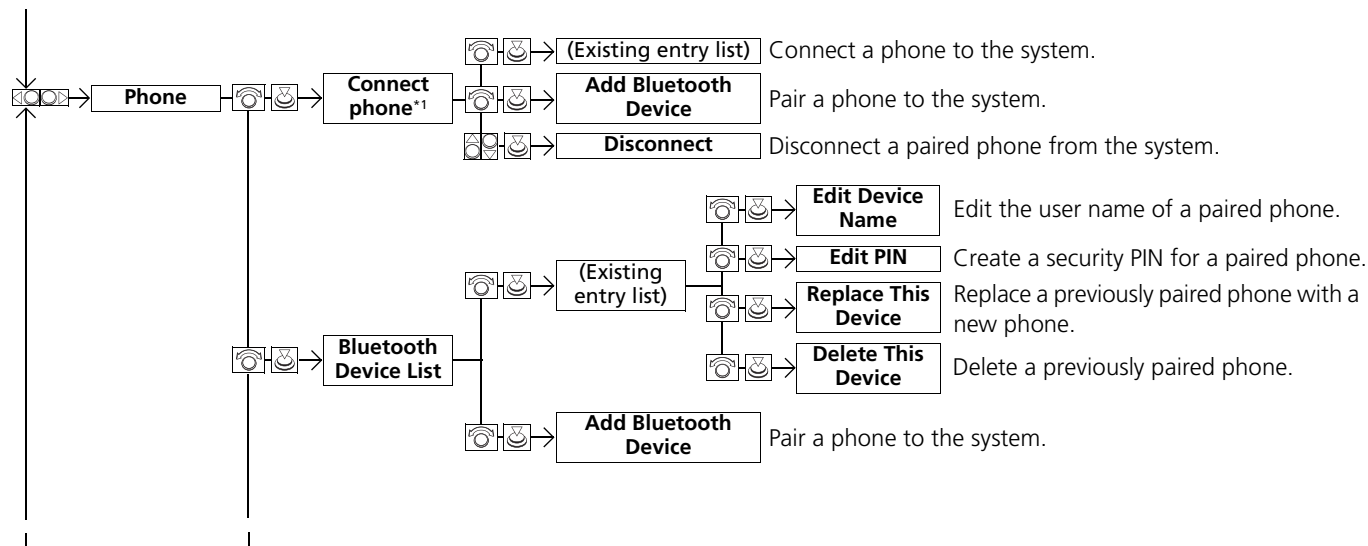 (Existing entry list) Connect a phone to the system.
Phone
Connect
phone*1
Add Bluetooth
Device
Pair a phone to the system.
Disconnect Disconnect a paired phone from the system.
Edit Device
Name
Edit the user name of a paired phone.
(Existing
entry list)
Edit PIN Create a security PIN for a paired phone.
Replace This
Device
Replace a previously paired phone with a
new phone.
Bluetooth
Device List
Delete This
Device
Delete a previously paired phone.
Add Bluetooth
Device
Pair a phone to the system.